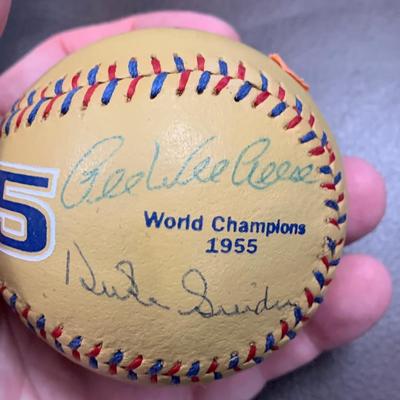 Pee Wee Reese
5
World Champions
1955
Duke Snider